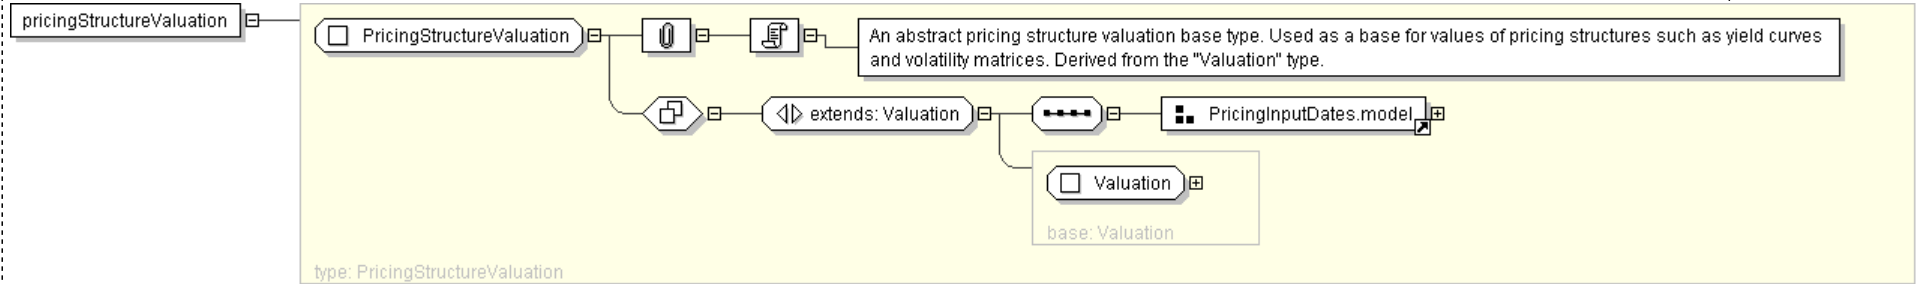 pricingStructureValuation
PricingStructureValuation
An abstract pricing structure valuation base type. Used as a base for values of pricing structures such as yield curves
and volatility matrices. Derived from the "Valuation" type.
extends: Valuation
PricingInputDates.model
Valuation
base: Valuation
type: PricingStructureValuation